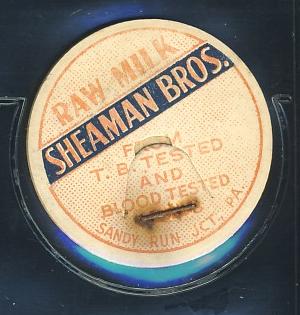 RAW MILK
SHEAMAN BROS.
FROM
T. B. TESTED
AND
BLOOD TESTED
SANDY RUN JCT., PA.